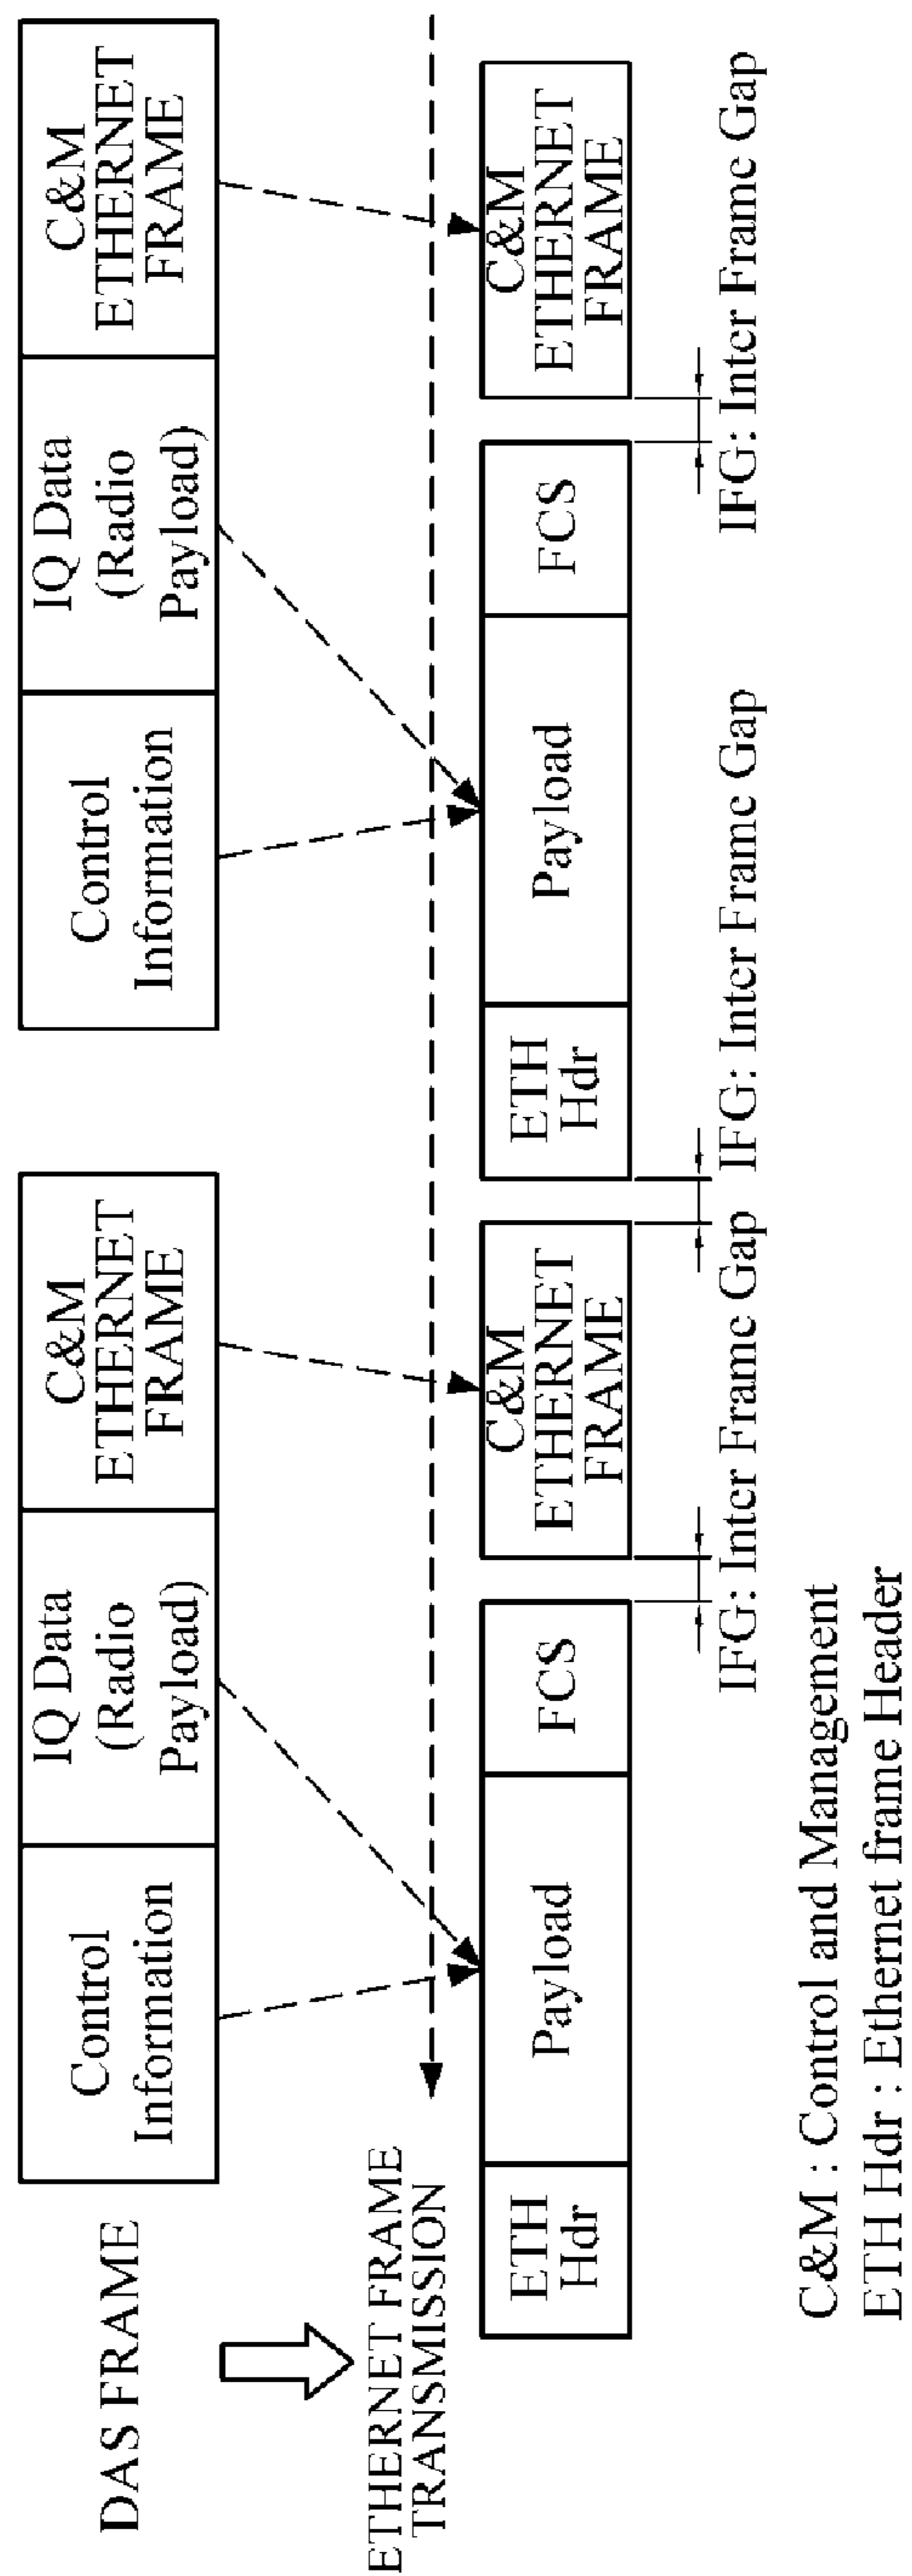 DAS FRAME
Control
Information
IQ Data
(Radio
Payload)
C&M
ETHERNET
FRAME
Control
Information
IQ Data
(Radio
Payload)
C&M
ETHERNET
FRAME
ETHERNET FRAME
TRANSMISSION
ETH
Hdr
Payload
FCS
C&M
ETHERNET
FRAME
ETH
Hdr
Payload
FCS
C&M
ETHERNET
FRAME
IFG: Inter Frame Gap
IFG: Inter Frame Gap
IFG: Inter Frame Gap
C&M : Control and Management
ETH Hdr : Ethernet frame Header